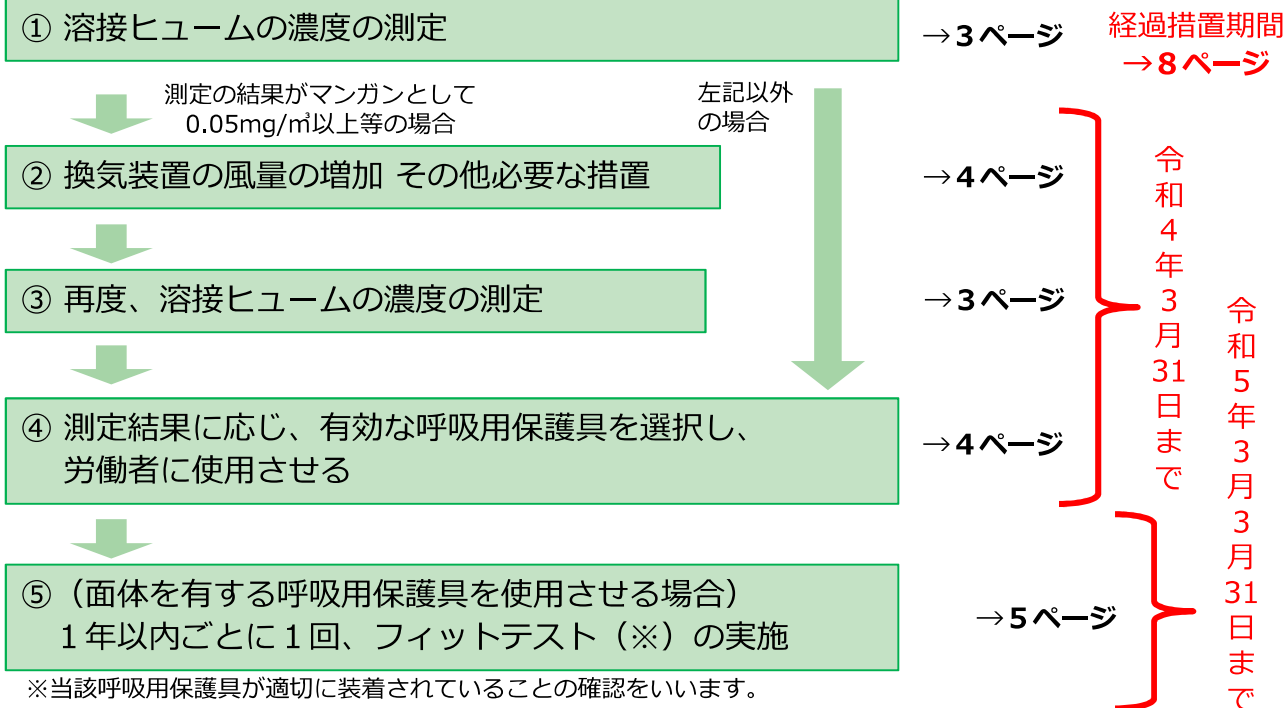 ① 溶接ヒュームの濃度の測定
→3ページ
経過措置期間
→8ページ
測定の結果がマンガンとして
0.05mg/㎥以上等の場合
左記以外
の場合
② 換気装置の風量の増加 その他必要な措置
→4ページ
③ 再度、溶接ヒュームの濃度の測定
→3ページ
④ 測定結果に応じ、有効な呼吸用保護具を選択し、
労働者に使用させる
→4ページ
令和4年3月31日まで
⑤（面体を有する呼吸用保護具を使用させる場合）
１年以内ごとに１回、フィットテスト（※）の実施
→5ページ
令和5年3月3月31日まで
※当該呼吸用保護具が適切に装着されていることの確認をいいます。